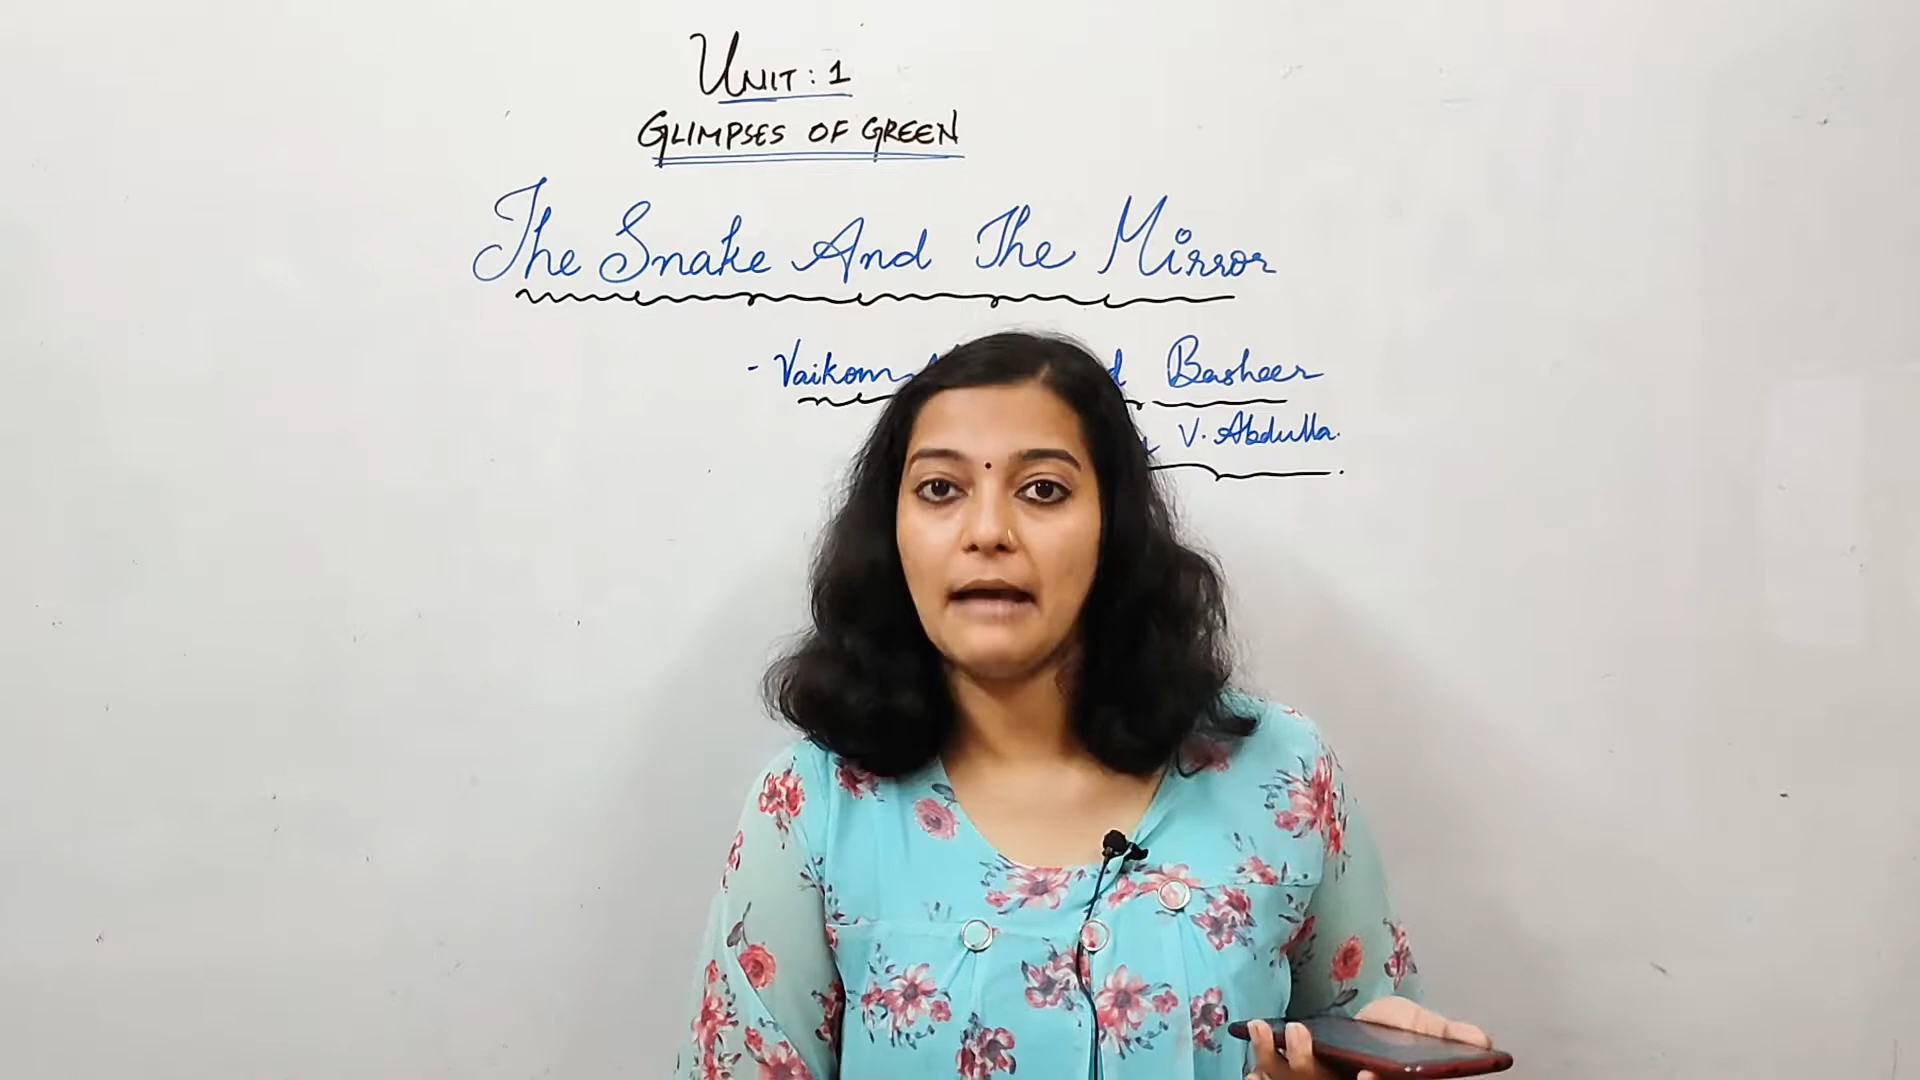 UNIT: 1
GLIMPSES OF GREEN
The Snake And The Mirror
- Vaikom Basheer
V. Abdulla.